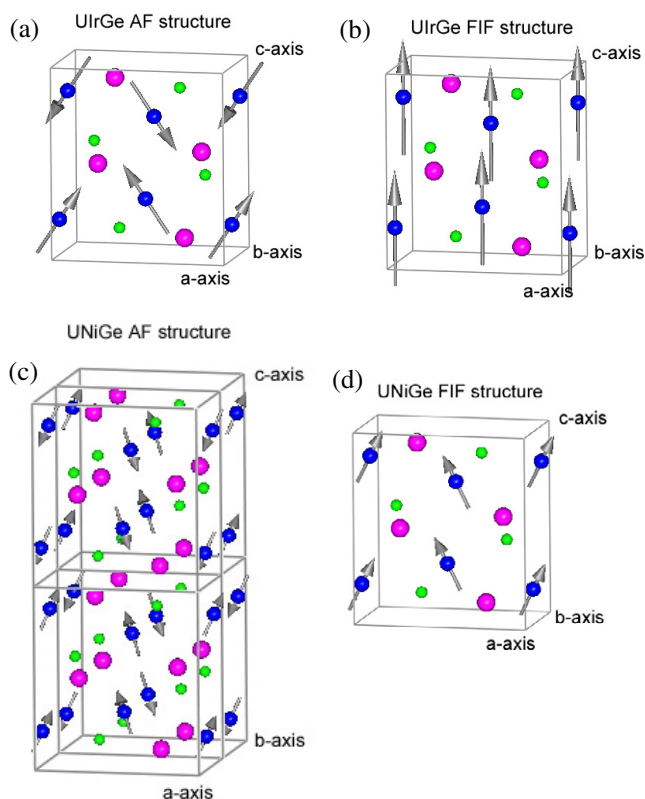 (a)
UIrGe AF structure
c-axis
b-axis
a-axis
(b)
UIrGe FIF structure
c-axis
b-axis
a-axis
UNiGe AF structure
(c)
c-axis
b-axis
a-axis
(d)
UNiGe FIF structure
c-axis
b-axis
a-axis